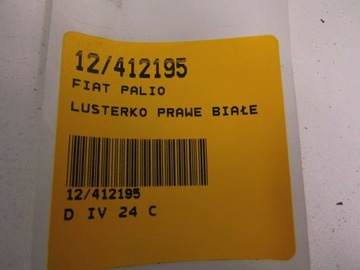 12/412195
FIAT PALIO
LUSTERKO PRAWE BIAŁE
12/412195
D IV 24 C